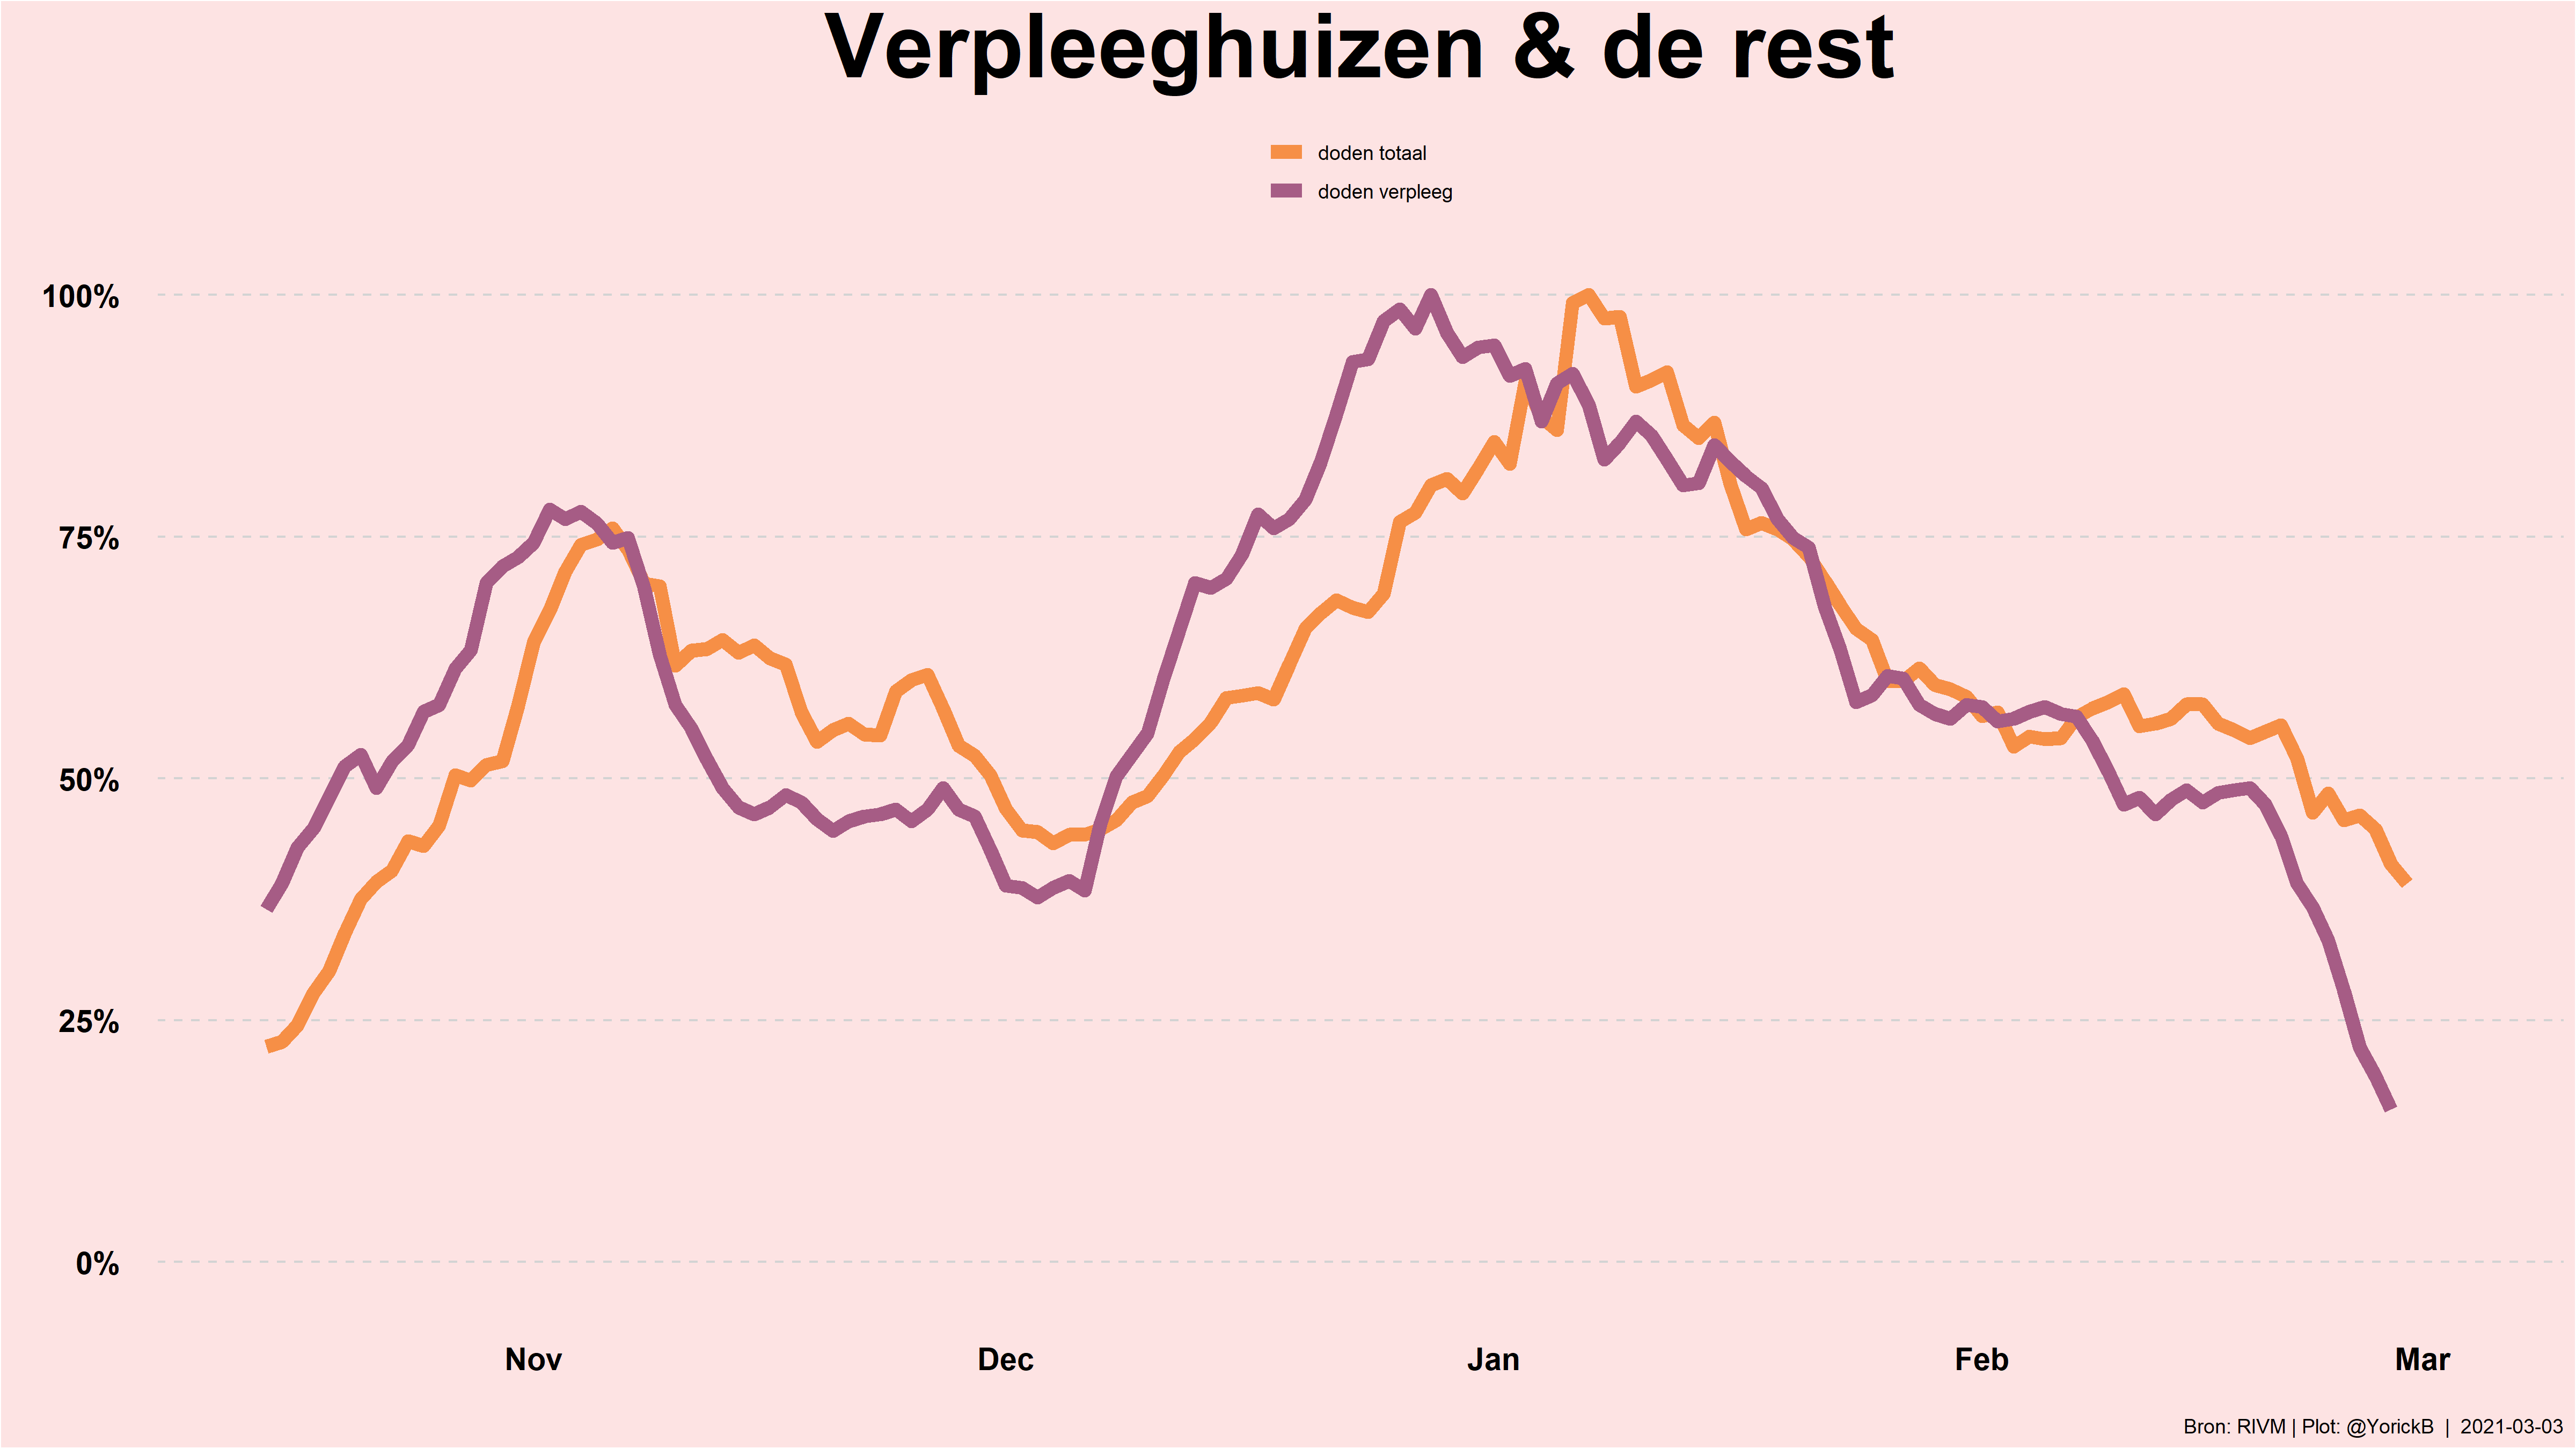 Verpleeghuizen & de rest
doden totaal
doden verpleeg
100%
75%
50%
25%
0%
Nov Dec Jan Feb Mar
Bron: RIVM | Plot: @YorickB | 2021-03-03